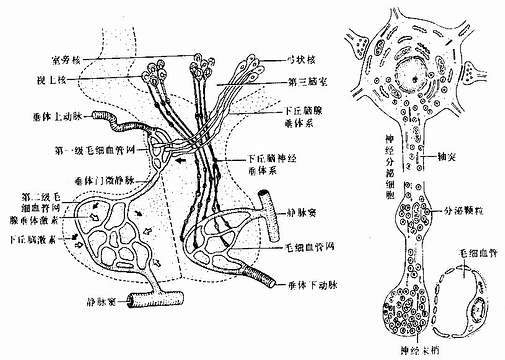 室旁核
视上核
垂体上动脉
第一级毛细血管网
垂体门微静脉
第二级毛
细血管网
腺垂体激素
下丘脑激素
静脉窦
弓状核
第三脑室
下丘脑腺
垂体系
下丘脑神经
垂体系
静脉窦
毛细血管网
垂体下动脉
神经分泌细胞
轴突
分泌颗粒
毛细血管
神经末梢